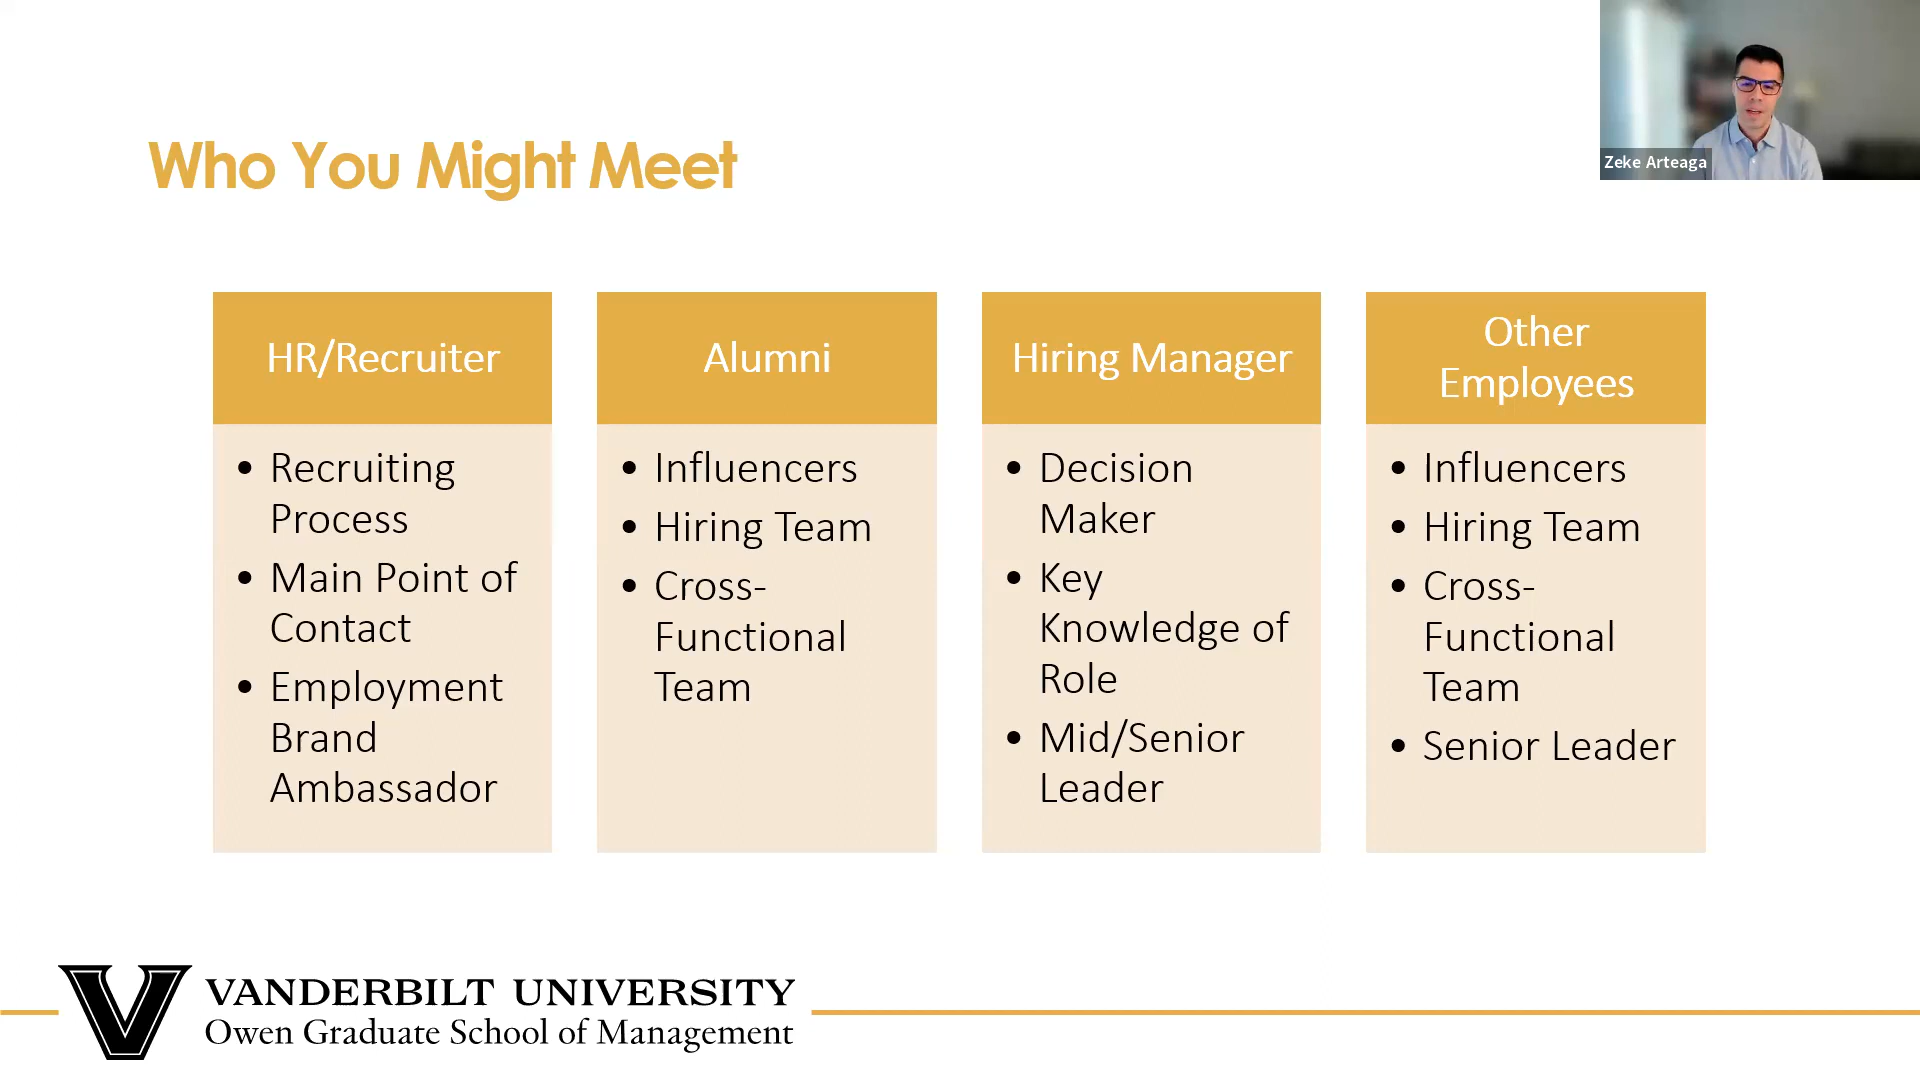 Who You Might Meet
Zeke Arteaga
HR/Recruiter
• Recruiting
Process
• Main Point of
Contact
• Employment
Brand
Ambassador
Alumni
• Influencers
• Hiring Team
• Cross-
Functional
Team
Hiring Manager
• Decision
Maker
• Key
Knowledge of
Role
• Mid/Senior
Leader
Other
Employees
• Influencers
• Hiring Team
• Cross-
Functional
Team
• Senior Leader
V
VANDERBILT UNIVERSITY
Owen Graduate School of Management